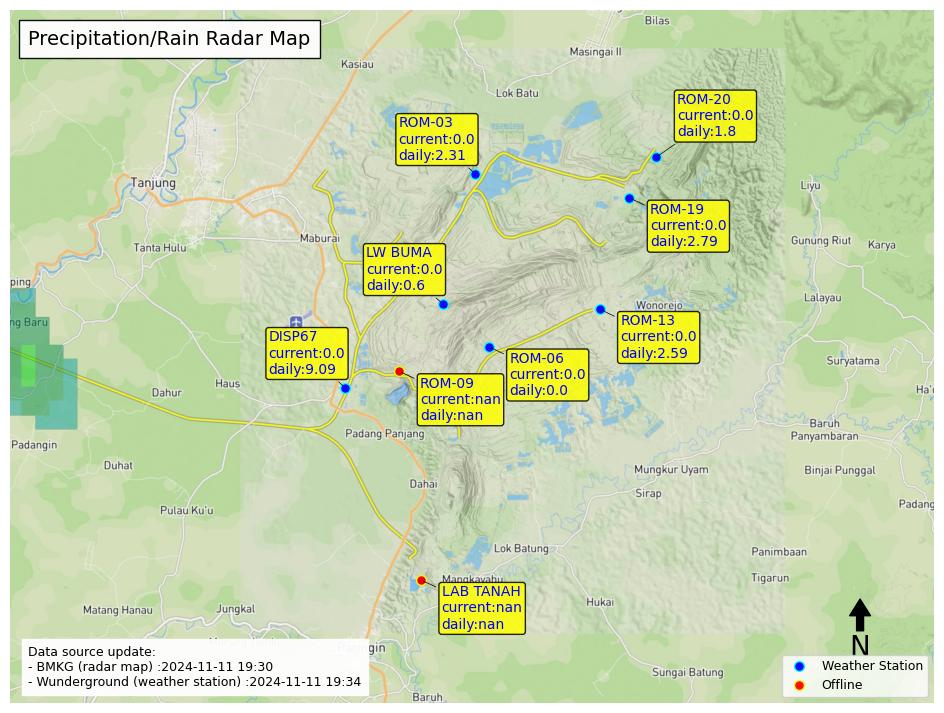 Precipitation/Rain Radar Map
Bilas
Masingai II
Kasiau
Lok Batu
ROM-20
current:0.0
daily:1.8
ROM-03
current:0.0
daily:2.31
Tanjung
Liyu
ROM-19
current:0.0
daily:2.79
Maburai
Tanta Hulu
Gunung Riut
Karya
LW BUMA
current:0.0
daily:0.6
ping
Lalayau
Wonorejo
ng Baru
ROM-13
current:0.0
daily:2.59
DISP67
current:0.0
daily:9.09
ROM-06
current:0.0
daily:0.0
Suryatama
ROM-09
current:nan
daily:nan
Haus
Dahur
Ha
Padangin
Padang Panjang
Baruh
Panyambaran
Duhat
Mungkur Uyam
Binjai Punggal
Dahai
Sirap
Pulau Ku'u
Padang
Lok Batung
Panimbaan
Mangkayahu
Tigarun
LAB TANAH
current:nan
daily:nan
Hukai
Matang Hanau
Jungkal
N
Data source update:
- BMKG (radar map) :2024-11-11 19:30
- Wunderground (weather station) :2024-11-11 19:34
Sungai Batung
Baruh
Weather Station
Offline